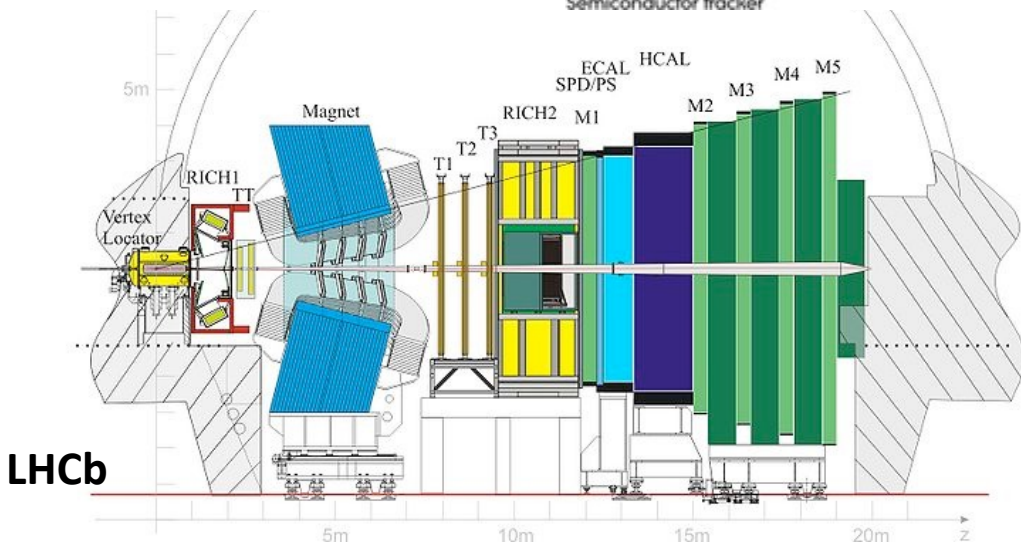 Semiconductor tracker
HCAL
ECAL
SPD/PS
M5
M4
M3
M2
M1
RICH2
Magnet
T3
T2
T1
5m
RICH1
TT
Vertex
Locator
LHCb
5m
10m
15m
20m
z